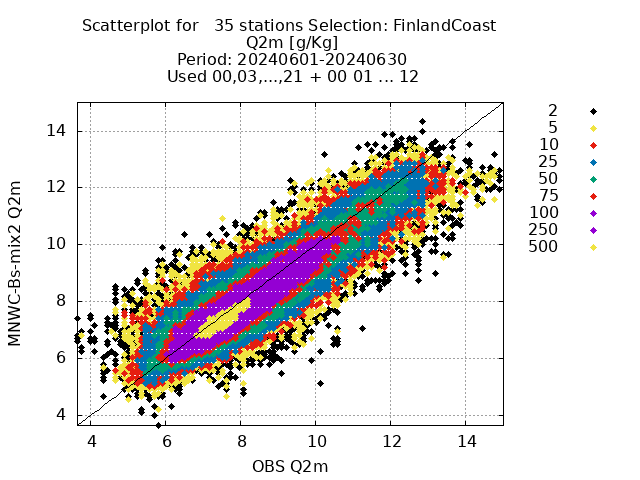 Scatterplot for   35 stations Selection: FinlandCoast
Q2m [g/Kg]
Period: 20240601-20240630
Used 00,03,...,21 + 00 01 ... 12
2
5
10
25
50
75
100
250
500
14
12
10
8
6
4
MNWC-Bs-mix2 Q2m
4 6 8 10 12 14
OBS Q2m